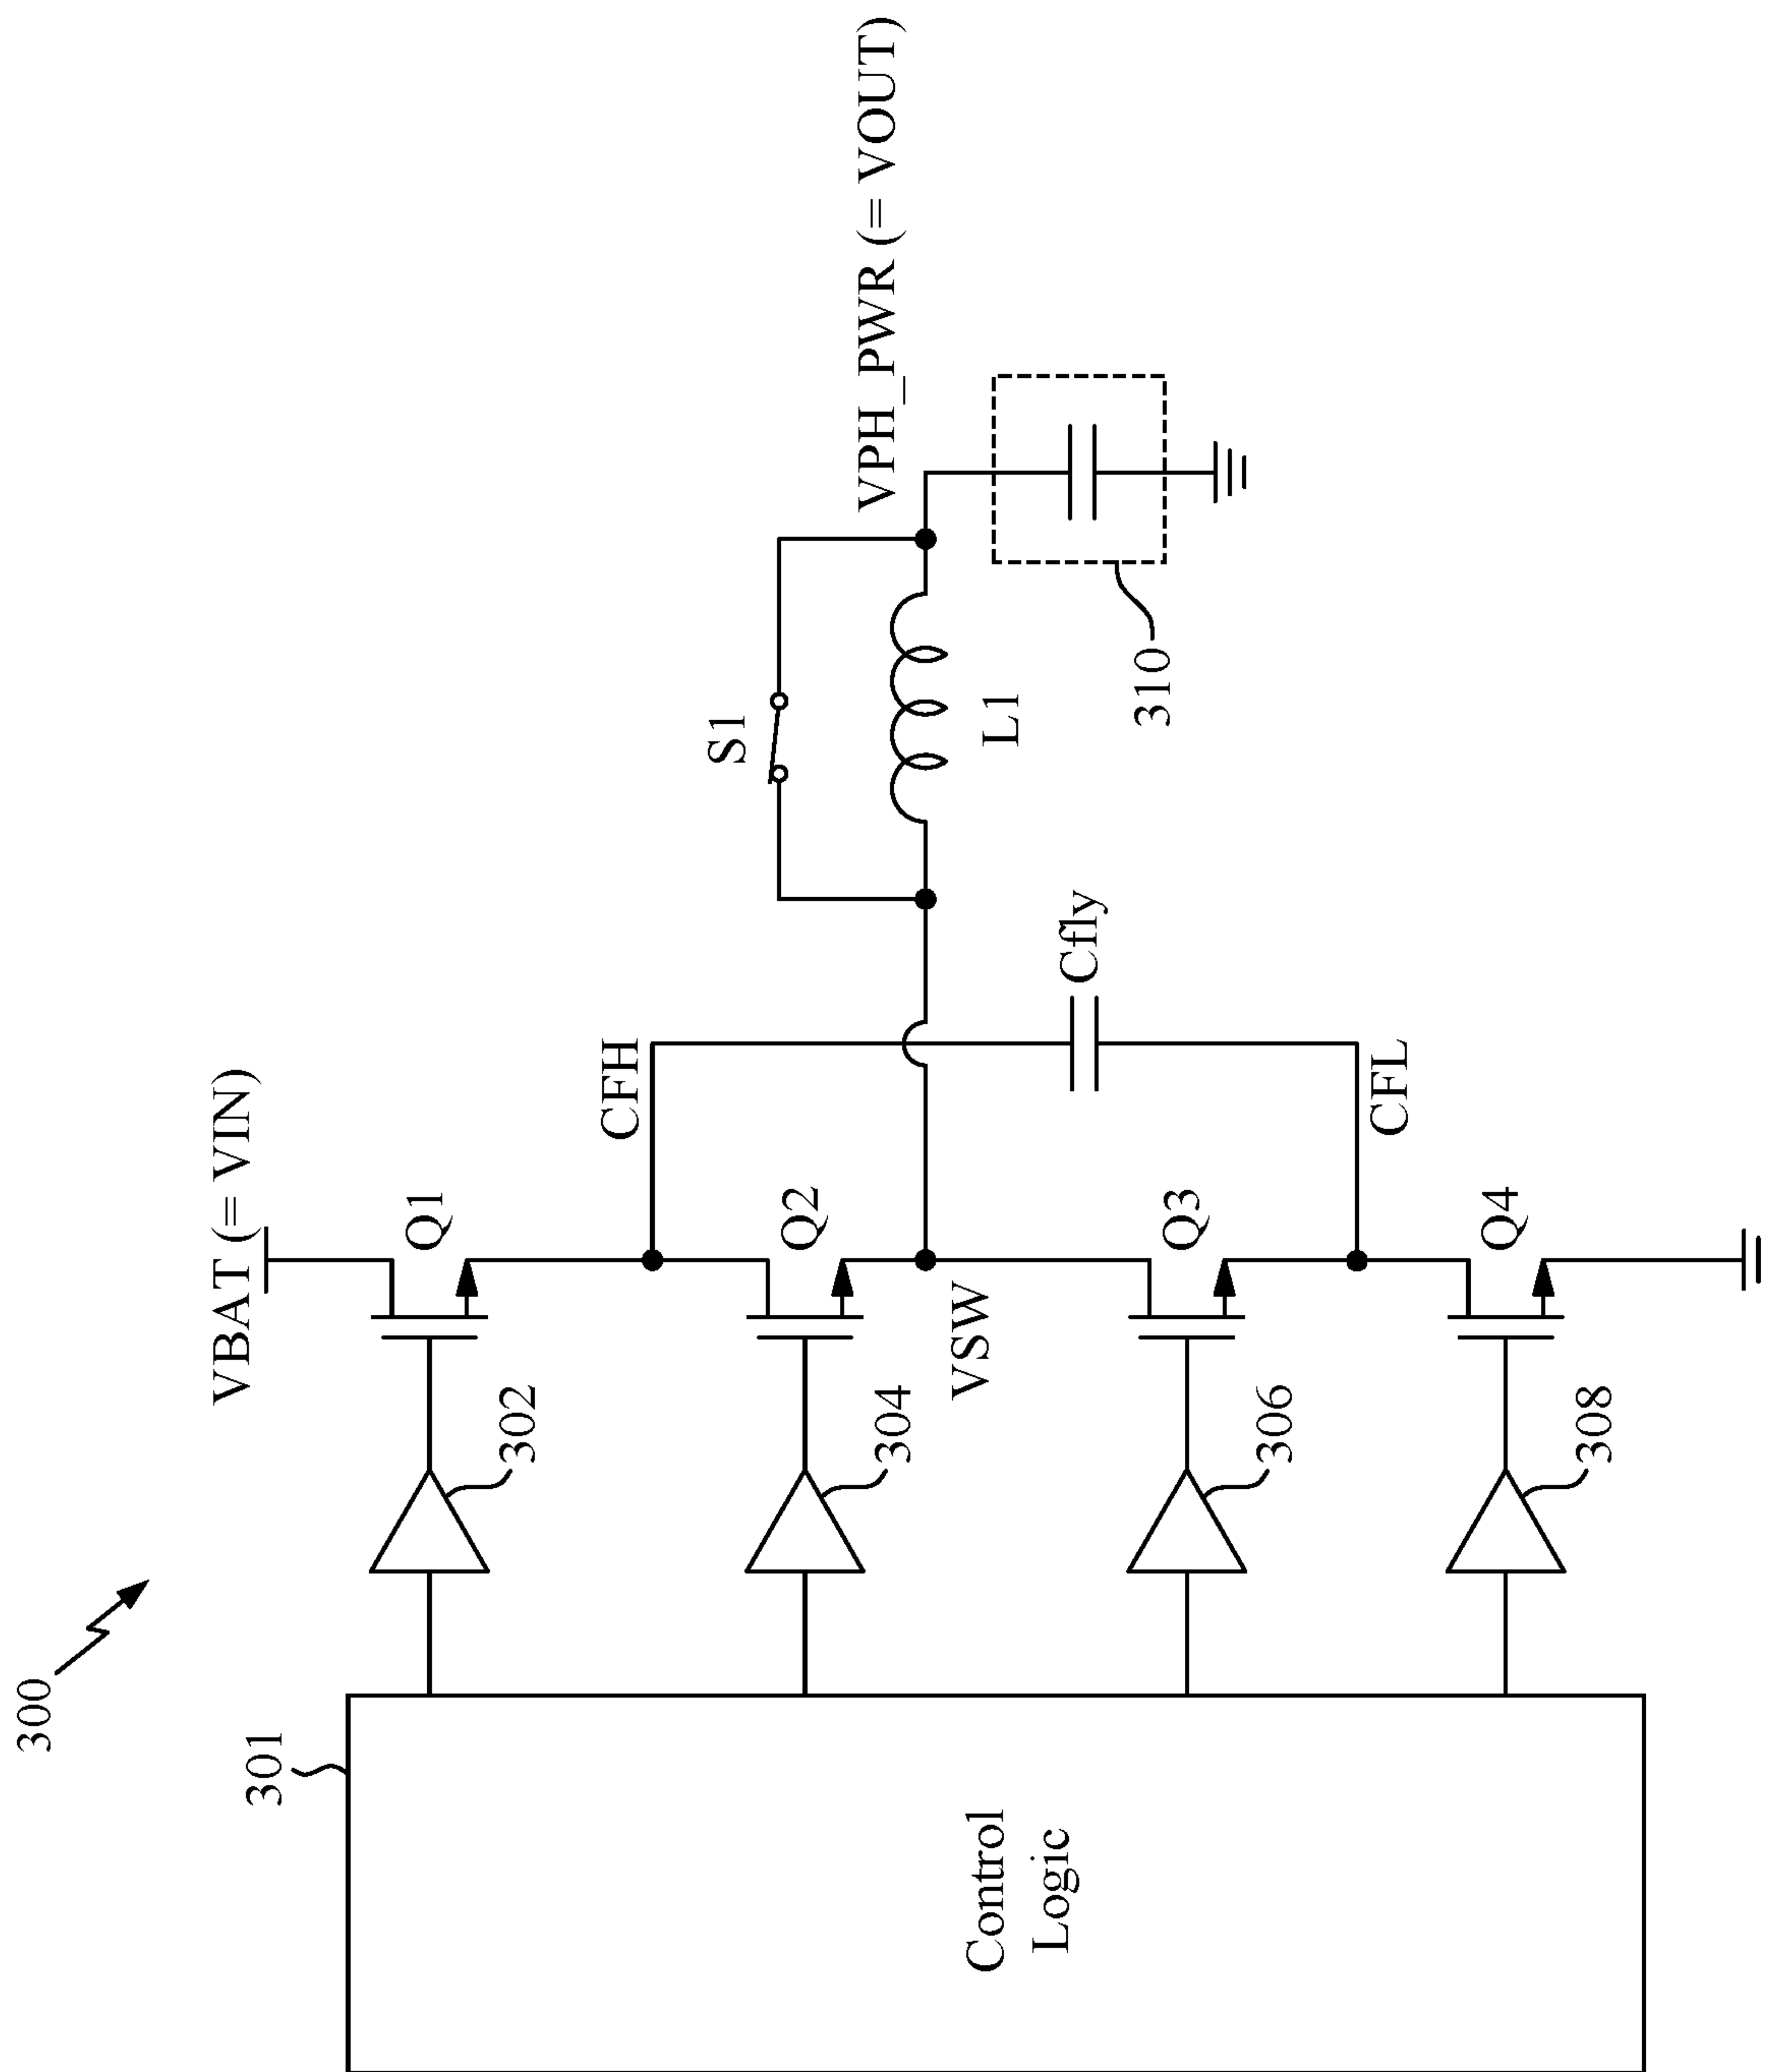 300
301
Control
Logic
302
304
306
308
VBAT (= VIN)
Q1
Q2
Q3
Q4
VSW
CFH
CFL
Cfly
S1
L1
310
VPH_PWR (= VOUT)